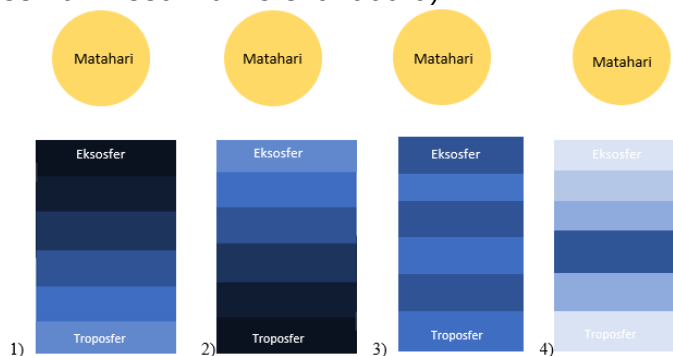 Matahari Matahari Matahari Matahari
Eksosfer Eksosfer Eksosfer Eksosfer
1) Troposfer 2) Troposfer 3) Troposfer 4) Troposfer